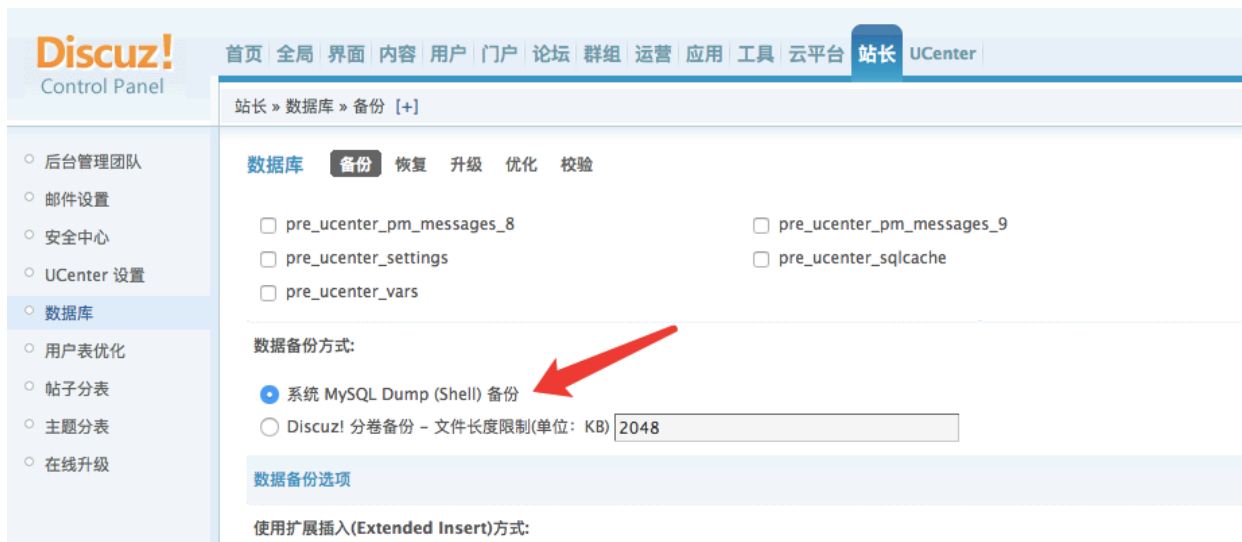 Discuz!
Control Panel
首页 全局 界面 内容 用户 门户 论坛 群组 运营 应用 工具 云平台 站长 UCenter
站长 » 数据库 » 备份 [+]
后台管理团队
邮件设置
安全中心
UCenter 设置
数据库
用户表优化
帖子分表
主题分表
在线升级
数据库 备份 恢复 升级 优化 校验
pre_ucenter_pm_messages_8 pre_ucenter_pm_messages_9
pre_ucenter_settings pre_ucenter_sqlcache
pre_ucenter_vars
数据备份方式:
系统 MySQL Dump (Shell) 备份
Discuz! 分卷备份 – 文件长度限制(单位：KB) 2048
数据备份选项
使用扩展插入(Extended Insert)方式: